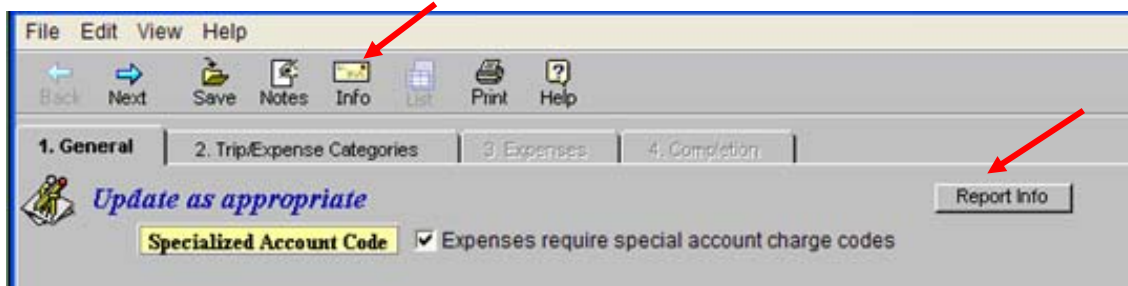 File Edit View Help
Back Next Save Notes Info List Print Help
1. General 2. Trip/Expense Categories 3. Expenses 4. Completion
Update as appropriate Report Info
Specialized Account Code Expenses require special account charge codes